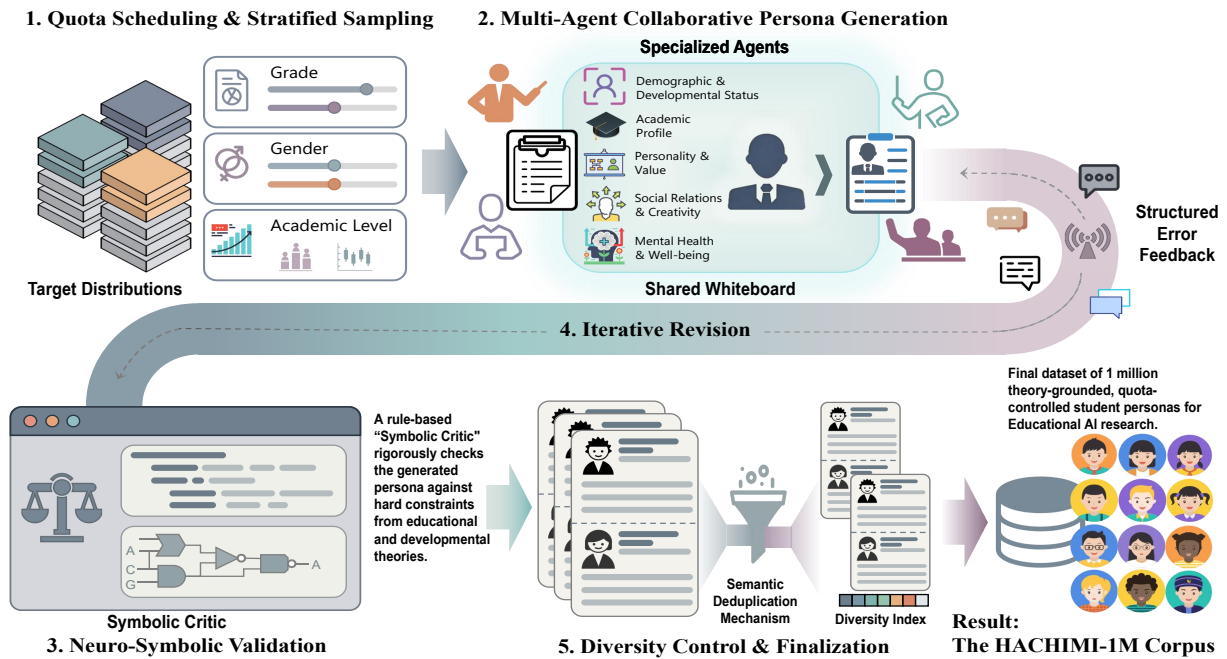 1. Quota Scheduling & Stratified Sampling
Grade
Gender
Academic Level
Target Distributions
2. Multi-Agent Collaborative Persona Generation
Specialized Agents
Demographic &
Developmental Status
Academic
Profile
Personality &
Value
Social Relations
& Creativity
Mental Health
& Well-being
Shared Whiteboard
Structured
Error
Feedback
4. Iterative Revision
A
C
G
A
Symbolic Critic
3. Neuro-Symbolic Validation
A rule-based
“Symbolic Critic"
rigorously checks
the generated
persona against
hard constraints
from educational
and developmental
theories.
Semantic
Deduplication
Mechanism
Diversity Index
5. Diversity Control & Finalization
Final dataset of 1 million
theory-grounded, quota-
controlled student personas for
Educational AI research.
Result:
The HACHIMI-1M Corpus